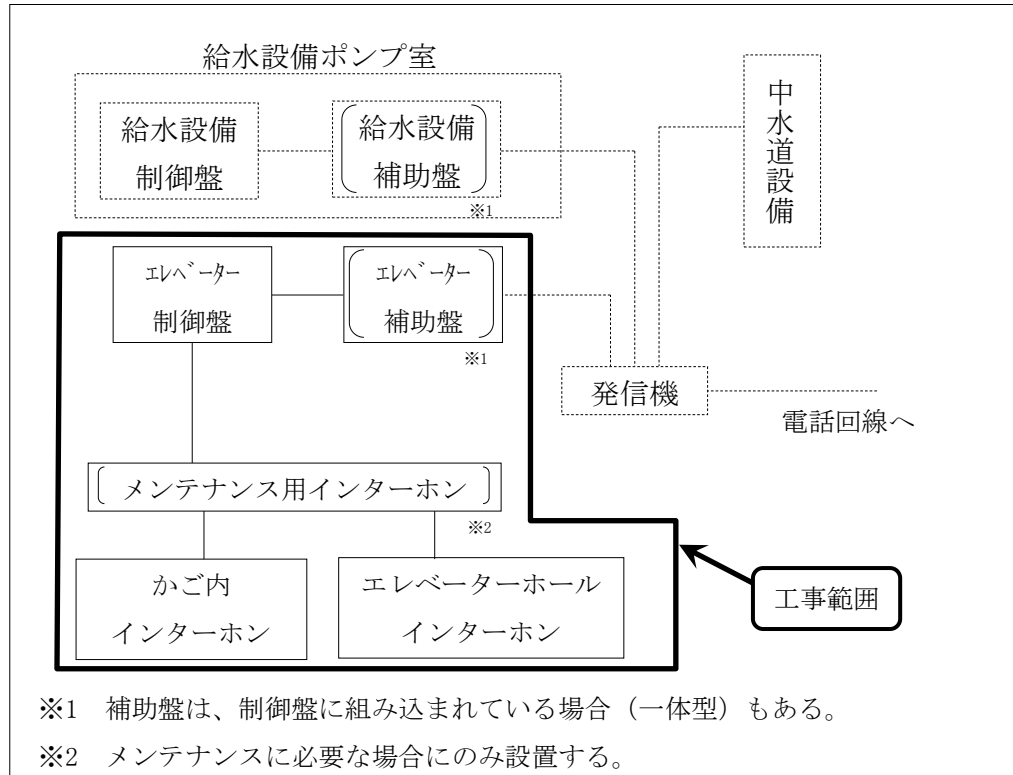 給水設備ポンプ室
給水設備
制御盤
給水設備
補助盤
※1
中水道設備
ｴﾚﾍﾞｰﾀｰ
制御盤
ｴﾚﾍﾞｰﾀｰ
補助盤
※1
発信機
電話回線へ
メンテナンス用インターホン
※2
かご内
インターホン
エレベーターホール
インターホン
工事範囲
※1　補助盤は、制御盤に組み込まれている場合（一体型）もある。
※2　メンテナンスに必要な場合にのみ設置する。